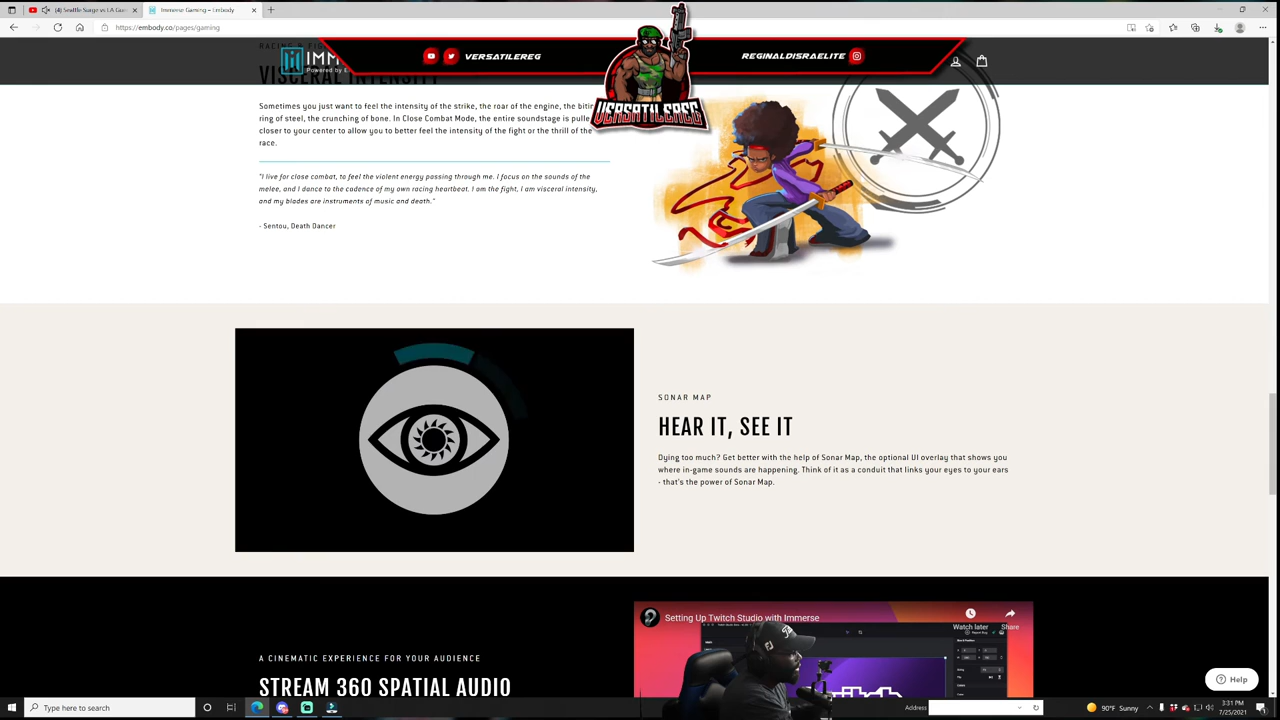 (4) Seattle Surge vs LA Gue
Immerse Gaming – Embody
https://embody.co/pages/gaming
IMM
Powered by E
VERSATILEREG
REGINALDISRAELITE
VERSATILEREG
VISCERAL INTENSITY
Sometimes you just want to feel the intensity of the strike, the roar of the engine, the bitin
ring of steel, the crunching of bone. In Close Combat Mode, the entire soundstage is pulle
closer to your center to allow you to better feel the intensity of the fight or the thrill of the
race.
"I live for close combat, to feel the violent energy passing through me. I focus on the sounds of the
melee, and I dance to the cadence of my own racing heartbeat. I am the fight, I am visceral intensity,
and my blades are instruments of music and death."
- Sentou, Death Dancer
SONAR MAP
HEAR IT, SEE IT
Dying too much? Get better with the help of Sonar Map, the optional UI overlay that shows you
where in-game sounds are happening. Think of it as a conduit that links your eyes to your ears
- that's the power of Sonar Map.
A CINEMATIC EXPERIENCE FOR YOUR AUDIENCE
STREAM 360 SPATIAL AUDIO
Setting Up Twitch Studio with Immerse
Watch later
Share
Help
Type here to search
Address
90°F Sunny
3:31 PM
7/25/2021